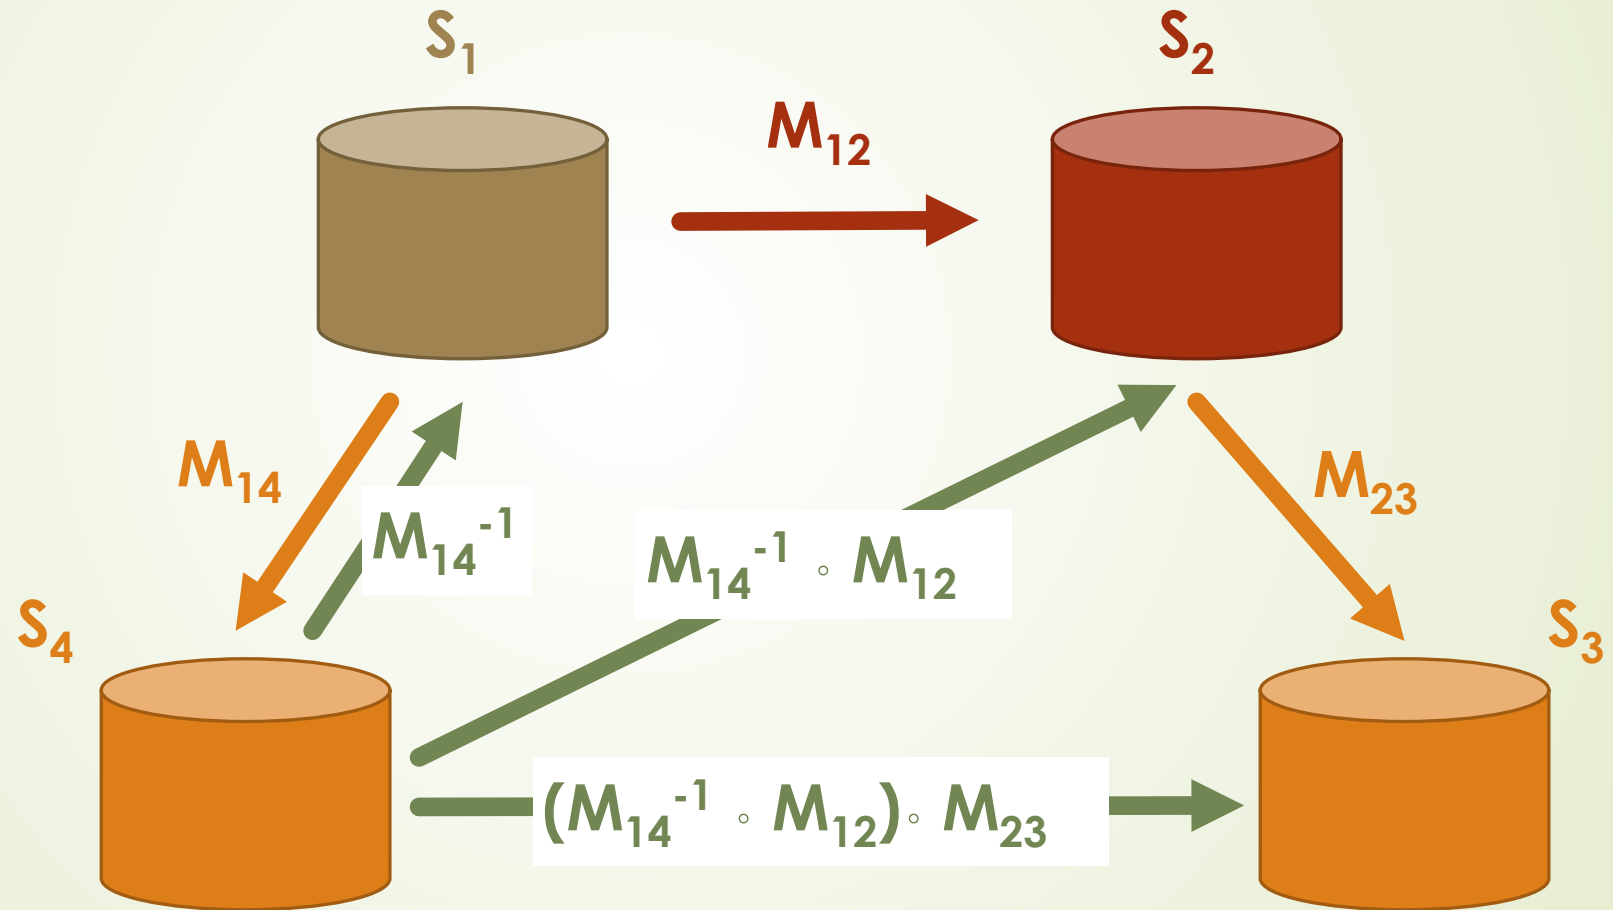 S₁
S₂
M₁₂
M₁₄
M₁₄⁻¹
M₁₄⁻¹ ∘ M₁₂
M₂₃
S₄
S₃
(M₁₄⁻¹ ∘ M₁₂) ∘ M₂₃